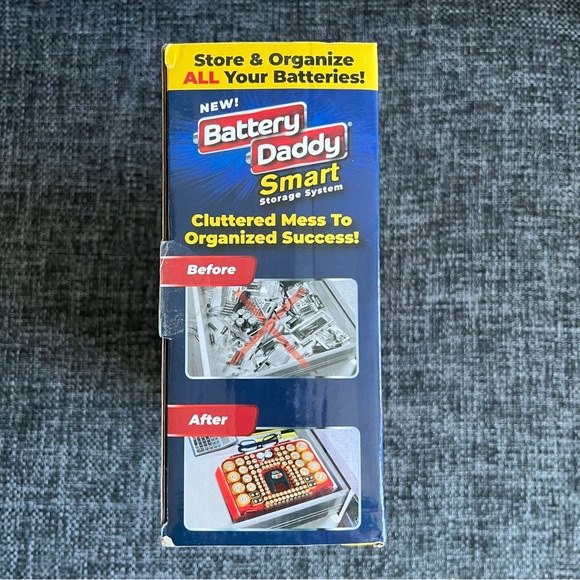 Store & Organize
ALL Your Batteries!
NEW!
Battery
Daddy®
Smart
Storage System
Cluttered Mess To
Organized Success!
Before
After